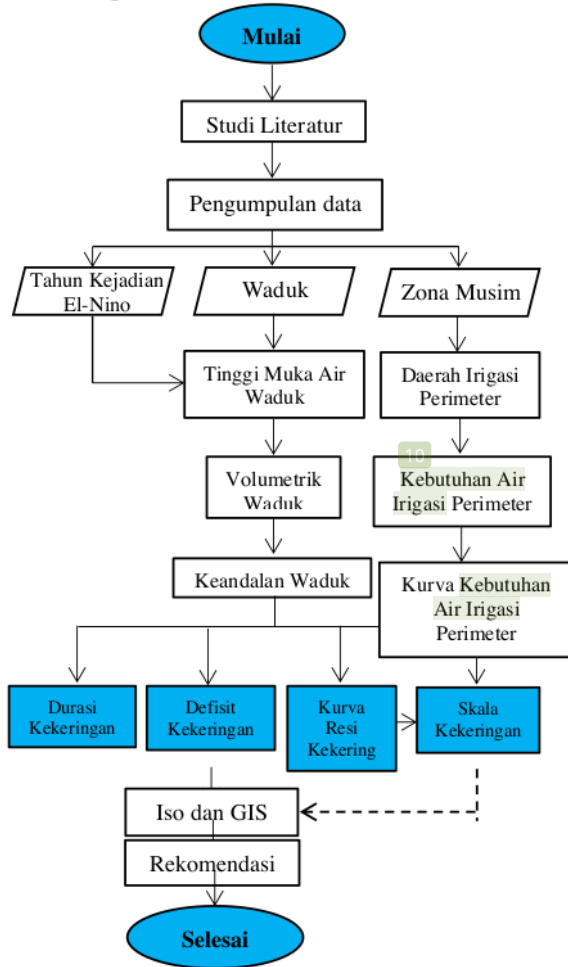 Mulai
Studi Literatur
Pengumpulan data
Tahun Kejadian
El-Nino
Waduk
Zona Musim
Tinggi Muka Air
Waduk
Daerah Irigasi
Perimeter
10
Volumetrik
Waduk
Kebutuhan Air
Irigasi Perimeter
Keandalan Waduk
Kurva Kebutuhan
Air Irigasi
Perimeter
Durasi
Kekeringan
Defisit
Kekeringan
Kurva
Resi
Kekering
Skala
Kekeringan
Iso dan GIS
Rekomendasi
Selesai